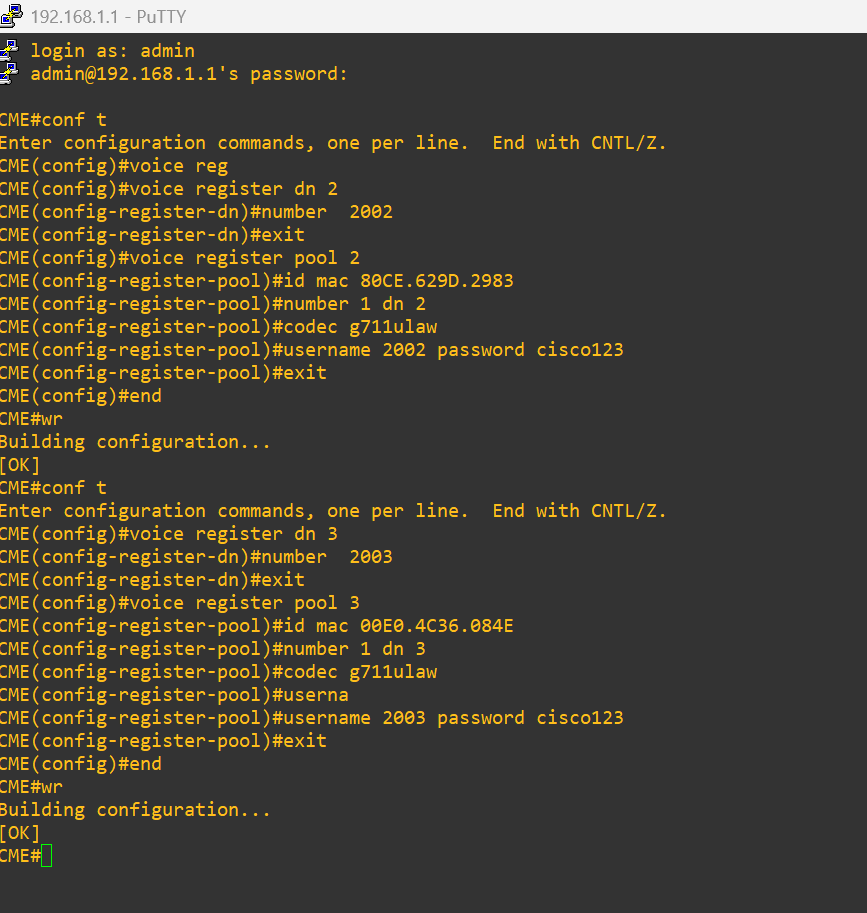 192.168.1.1 - PuTTY
login as: admin
admin@192.168.1.1's password:
CME#conf t
Enter configuration commands, one per line.  End with CNTL/Z.
CME(config)#voice reg
CME(config)#voice register dn 2
CME(config-register-dn)#number  2002
CME(config-register-dn)#exit
CME(config)#voice register pool 2
CME(config-register-pool)#id mac 80CE.629D.2983
CME(config-register-pool)#number 1 dn 2
CME(config-register-pool)#codec g711ulaw
CME(config-register-pool)#username 2002 password cisco123
CME(config-register-pool)#exit
CME(config)#end
CME#wr
Building configuration...
[OK]
CME#conf t
Enter configuration commands, one per line.  End with CNTL/Z.
CME(config)#voice register dn 3
CME(config-register-dn)#number  2003
CME(config-register-dn)#exit
CME(config)#voice register pool 3
CME(config-register-pool)#id mac 00E0.4C36.084E
CME(config-register-pool)#number 1 dn 3
CME(config-register-pool)#codec g711ulaw
CME(config-register-pool)#userna
CME(config-register-pool)#username 2003 password cisco123
CME(config-register-pool)#exit
CME(config)#end
CME#wr
Building configuration...
[OK]
CME#